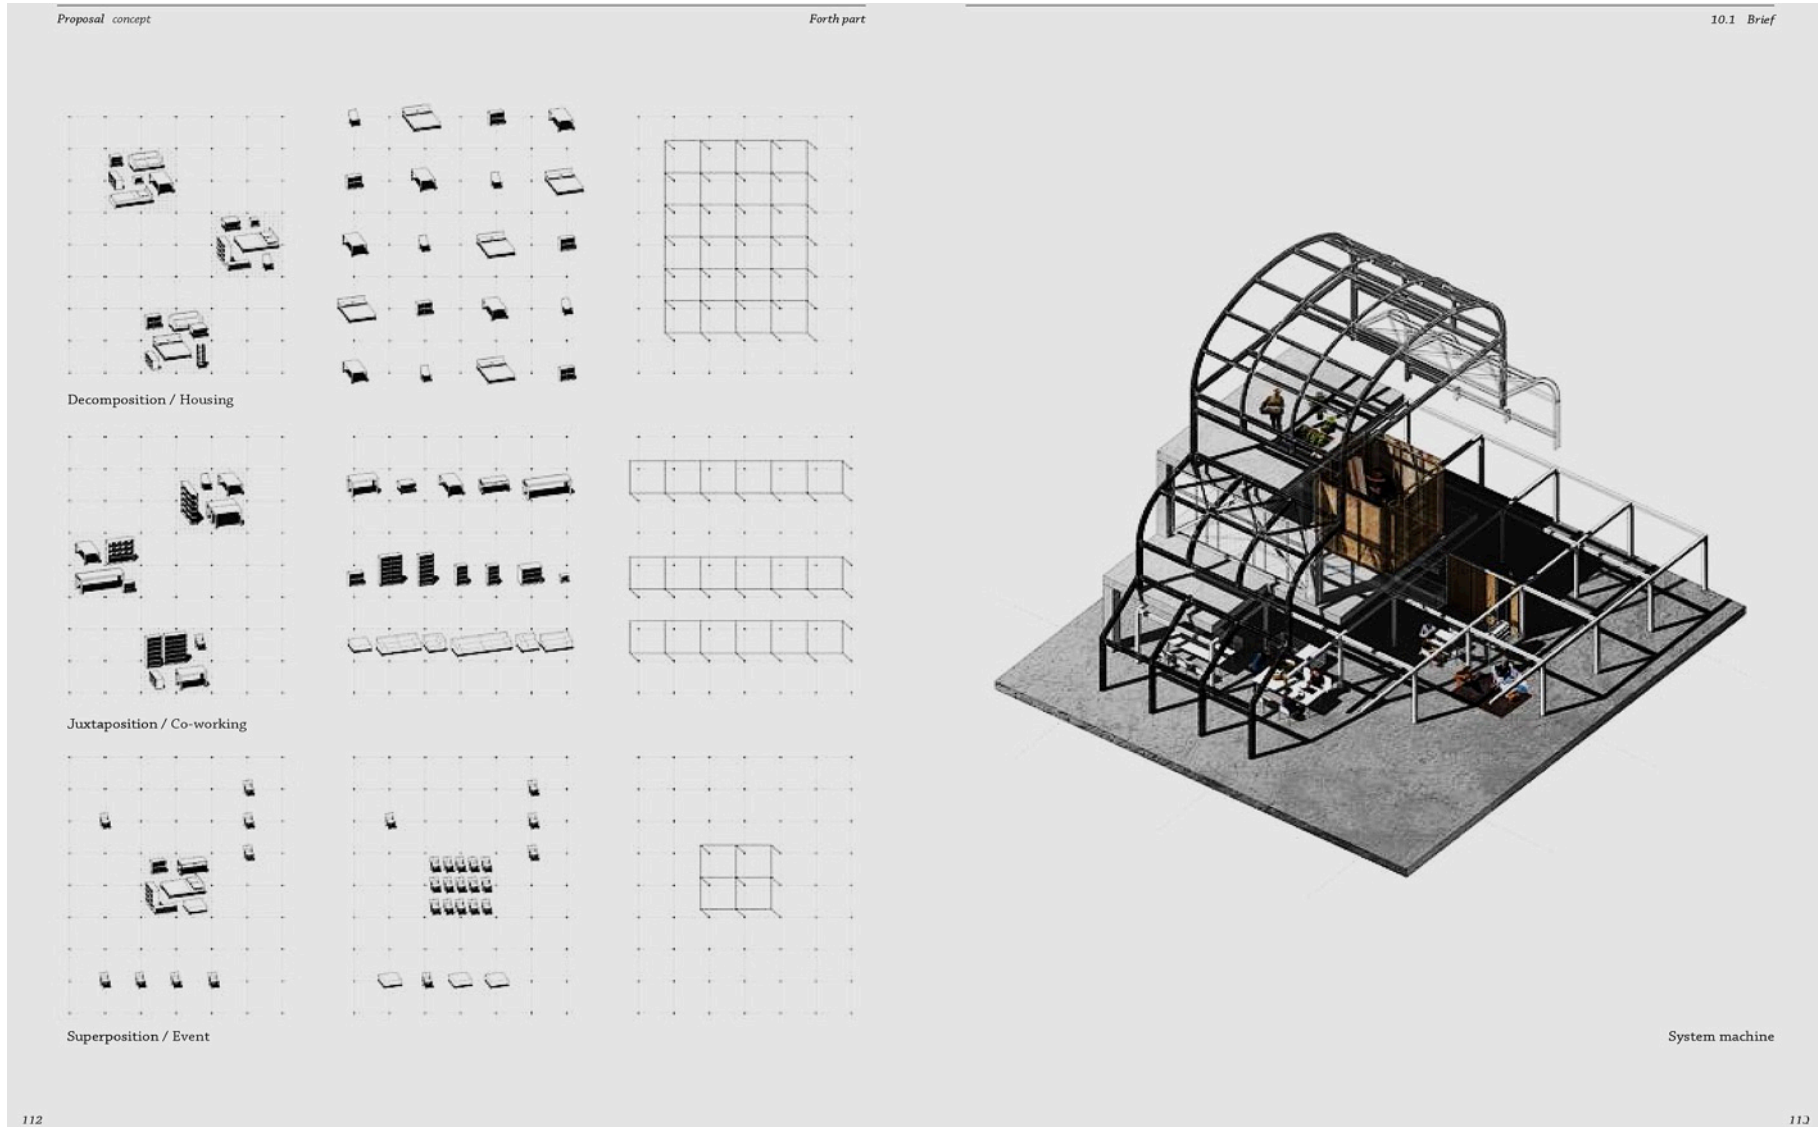 Proposal concept
Forth part
10.1 Brief
Decomposition / Housing
Juxtaposition / Co-working
Superposition / Event
System machine
112